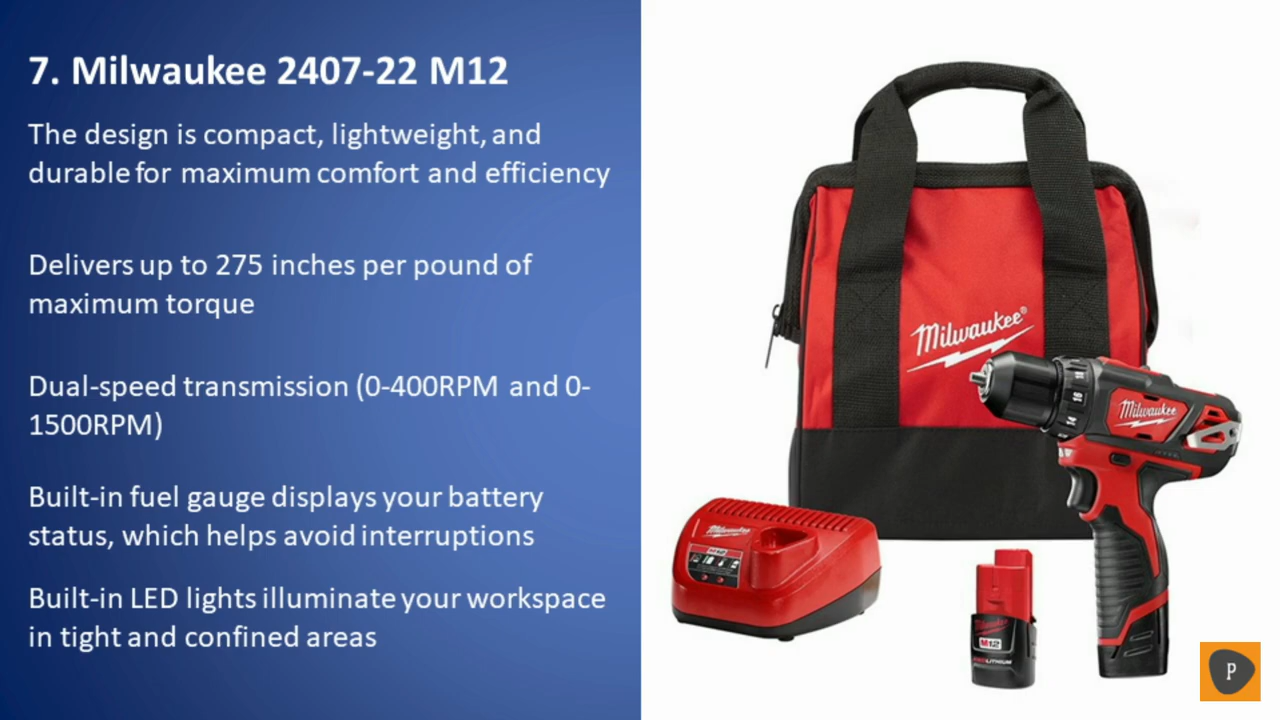 7. Milwaukee 2407-22 M12
The design is compact, lightweight, and
durable for maximum comfort and efficiency
Delivers up to 275 inches per pound of
maximum torque
Dual-speed transmission (0-400RPM and 0-
1500RPM)
Built-in fuel gauge displays your battery
status, which helps avoid interruptions
Built-in LED lights illuminate your workspace
in tight and confined areas
Milwaukee®
Milwaukee
Milwaukee
M12
Milwaukee
M12
REDLITHIUM
P